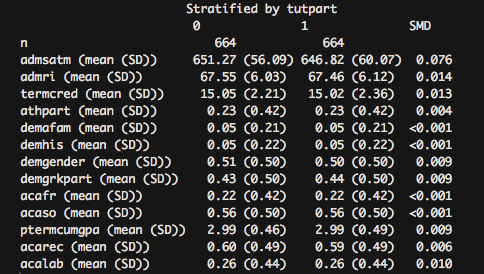 Stratified by tutpart
0 1 SMD
n 664 664
admsatm (mean (SD)) 651.27 (56.09) 646.82 (60.07) 0.076
admri (mean (SD)) 67.55 (6.03) 67.46 (6.12) 0.014
termcred (mean (SD)) 15.05 (2.21) 15.02 (2.36) 0.013
athpart (mean (SD)) 0.23 (0.42) 0.23 (0.42) 0.004
demafam (mean (SD)) 0.05 (0.21) 0.05 (0.21) <0.001
demhis (mean (SD)) 0.05 (0.22) 0.05 (0.22) <0.001
demgender (mean (SD)) 0.51 (0.50) 0.50 (0.50) 0.009
demgrkpart (mean (SD)) 0.43 (0.50) 0.44 (0.50) 0.009
acafr (mean (SD)) 0.22 (0.42) 0.22 (0.42) <0.001
acaso (mean (SD)) 0.56 (0.50) 0.56 (0.50) <0.001
ptermcumgpa (mean (SD)) 2.99 (0.46) 2.99 (0.49) 0.009
acarec (mean (SD)) 0.60 (0.49) 0.59 (0.49) 0.006
acalab (mean (SD)) 0.26 (0.44) 0.26 (0.44) 0.010